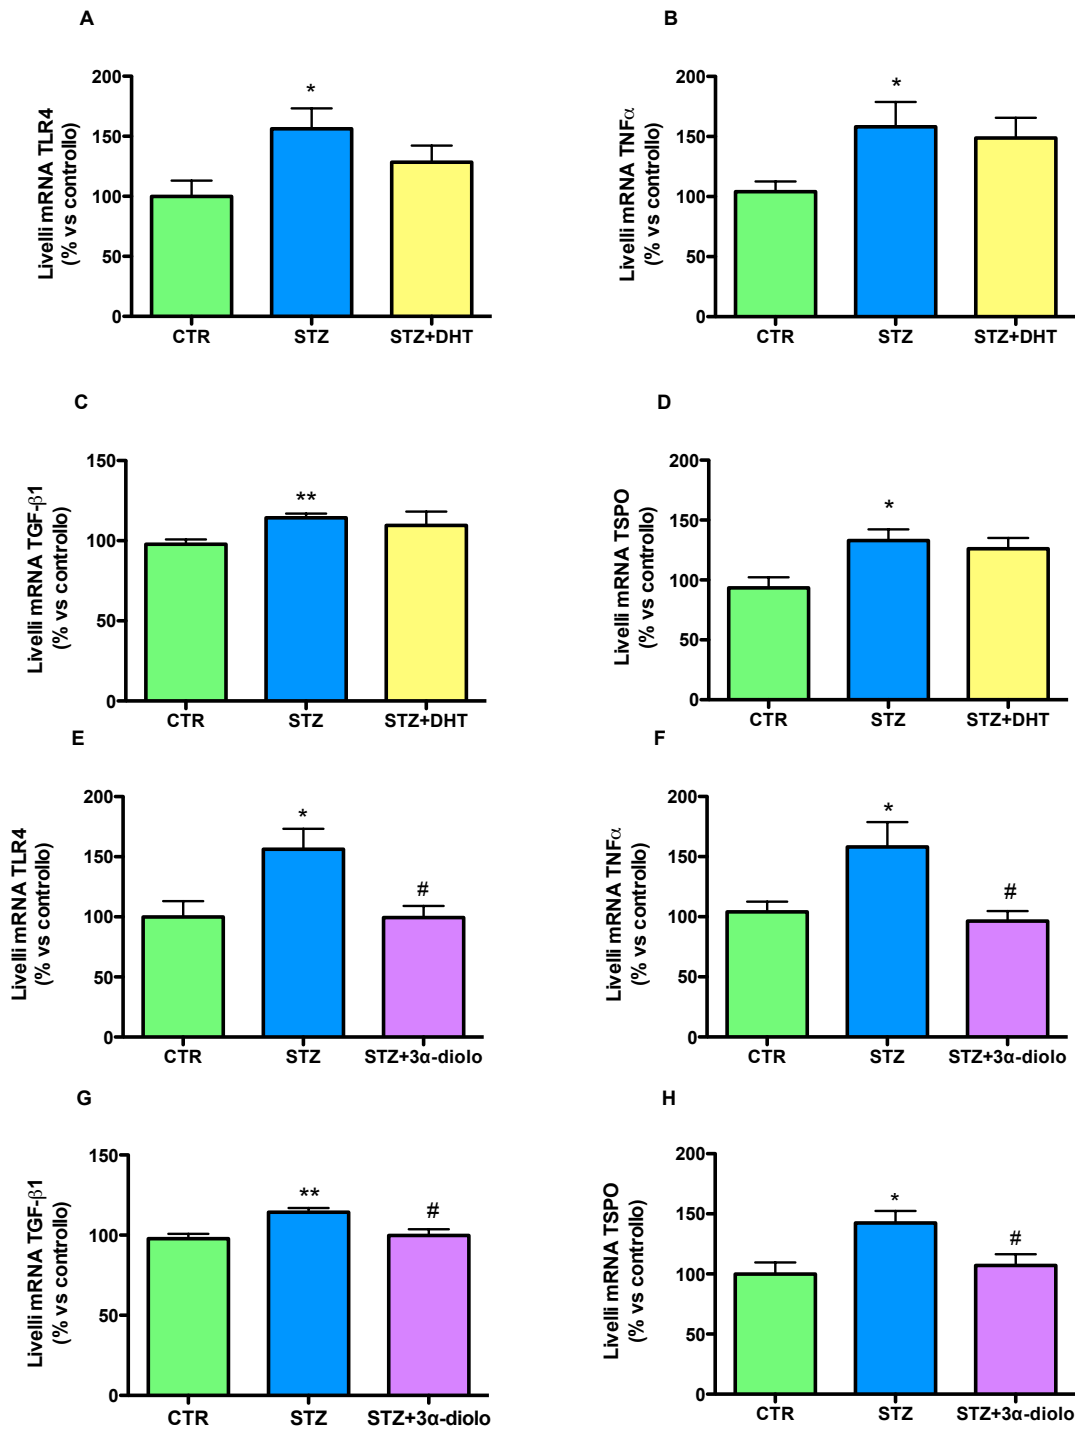 A
B
Livelli mRNA TLR4
(% vs controllo)
200
150
100
50
0
*
CTR
STZ
STZ+DHT
Livelli mRNA TNFα
(% vs controllo)
200
150
100
50
0
*
CTR
STZ
STZ+DHT
C
D
Livelli mRNA TGF-β1
(% vs controllo)
150
100
50
0
**
CTR
STZ
STZ+DHT
Livelli mRNA TSPO
(% vs controllo)
200
150
100
50
0
*
CTR
STZ
STZ+DHT
E
F
Livelli mRNA TLR4
(% vs controllo)
200
150
100
50
0
*
#
CTR
STZ
STZ+3α-diolo
Livelli mRNA TNFα
(% vs controllo)
200
150
100
50
0
*
#
CTR
STZ
STZ+3α-diolo
G
H
Livelli mRNA TGF-β1
(% vs controllo)
150
100
50
0
**
#
CTR
STZ
STZ+3α-diolo
Livelli mRNA TSPO
(% vs controllo)
200
150
100
50
0
*
#
CTR
STZ
STZ+3α-diolo